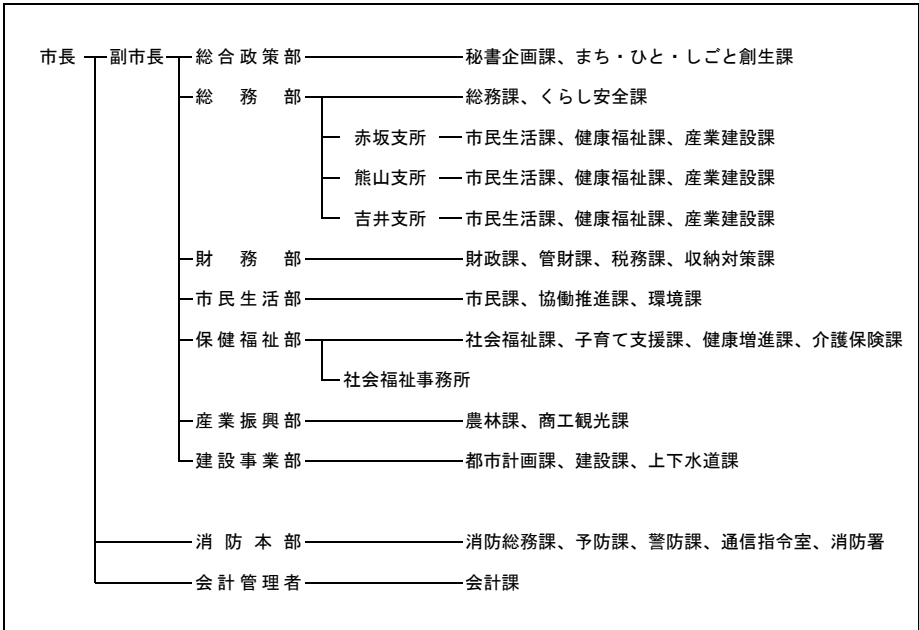 市長 副市長 総合政策部 秘書企画課、まち・ひと・しごと創生課
総務部 総務課、くらし安全課
赤坂支所 市民生活課、健康福祉課、産業建設課
熊山支所 市民生活課、健康福祉課、産業建設課
吉井支所 市民生活課、健康福祉課、産業建設課
財務部 財政課、管財課、税務課、収納対策課
市民生活部 市民課、協働推進課、環境課
保健福祉部 社会福祉課、子育て支援課、健康増進課、介護保険課
社会福祉事務所
産業振興部 農林課、商工観光課
建設事業部 都市計画課、建設課、上下水道課
消防本部 消防総務課、予防課、警防課、通信指令室、消防署
会計管理者 会計課